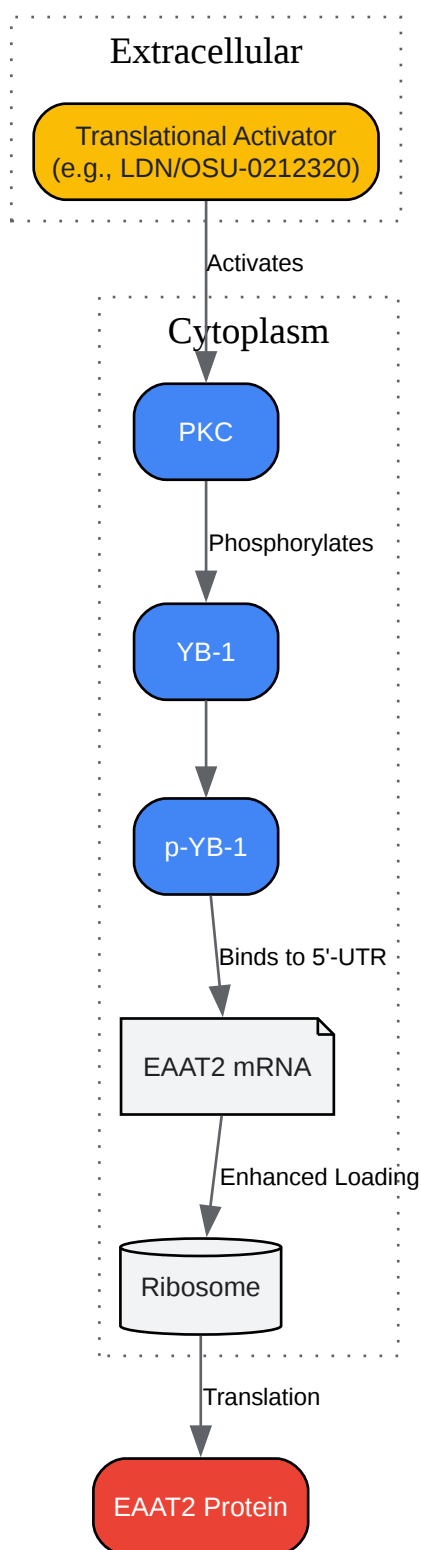 Extracellular
Translational Activator
(e.g., LDN/OSU-0212320)
Activates
Cytoplasm
PKC
Phosphorylates
YB-1
p-YB-1
Binds to 5'-UTR
EAAT2 mRNA
Enhanced Loading
Ribosome
Translation
EAAT2 Protein